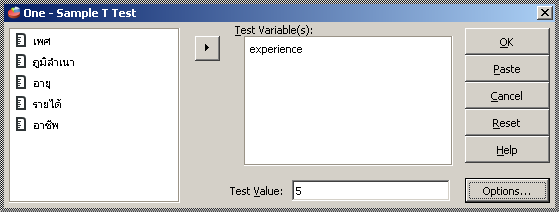 One - Sample T Test
เพศ
ภูมิลำเนา
อายุ
รายได้
อาชีพ
Test Variable(s):
experience
Test Value: 5
OK
Paste
Cancel
Reset
Help
Options...